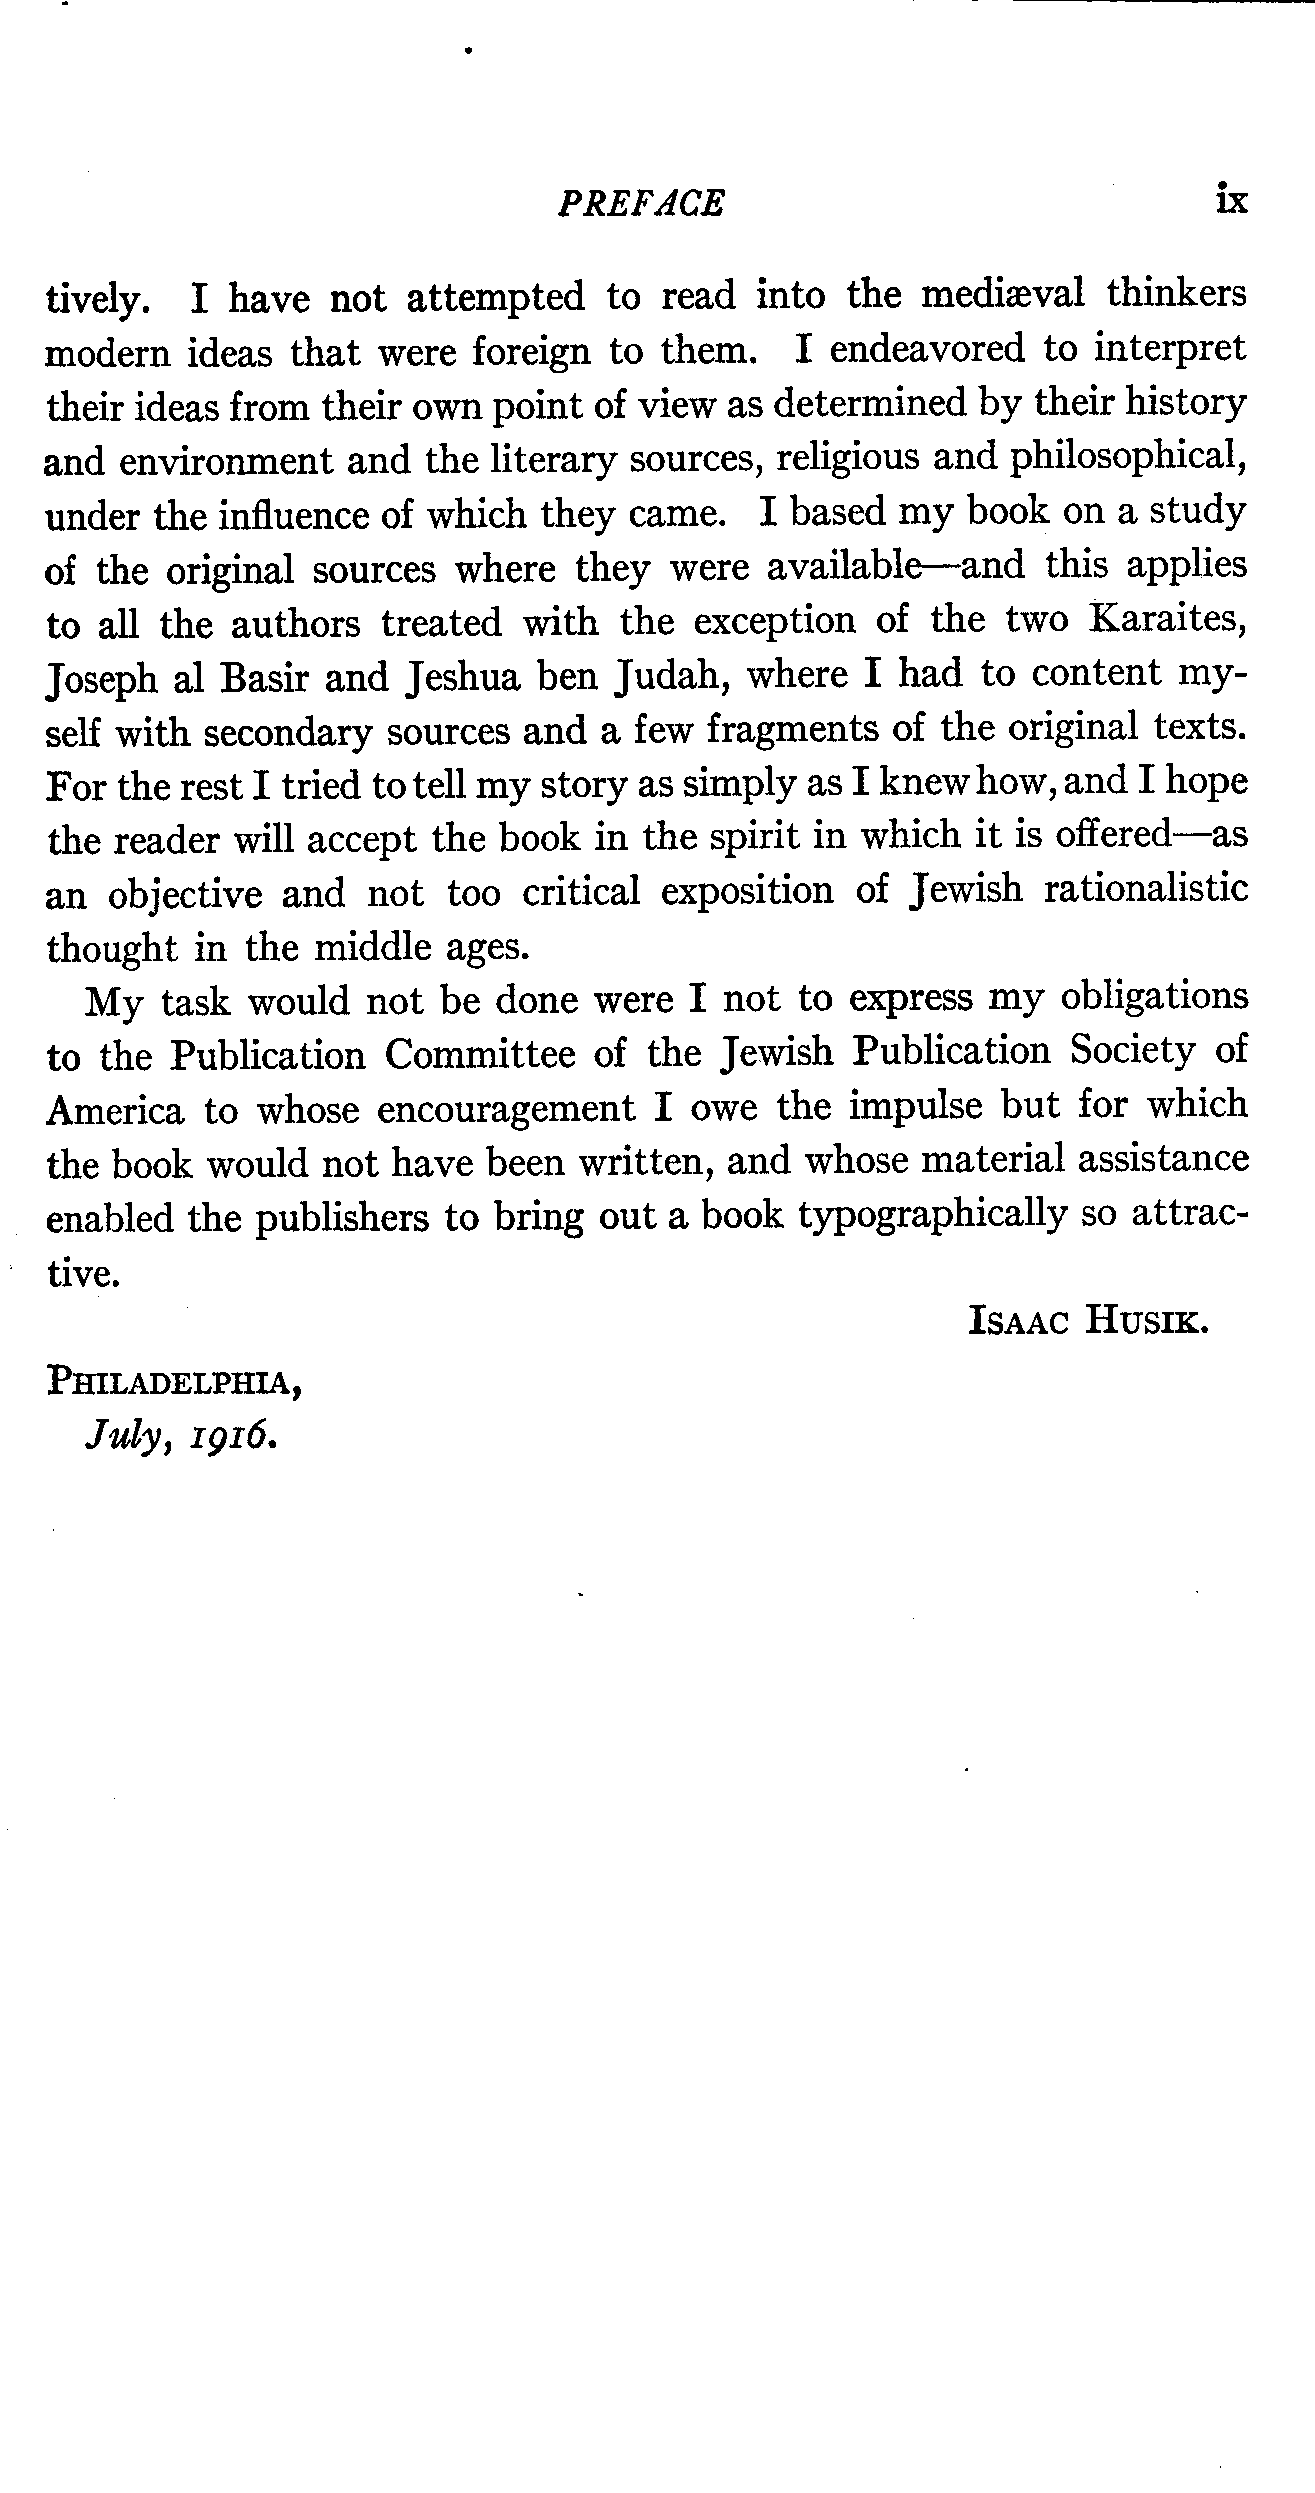 PREFACE ix
tively. I have not attempted to read into the mediæval thinkers
modern ideas that were foreign to them. I endeavored to interpret
their ideas from their own point of view as determined by their history
and environment and the literary sources, religious and philosophical,
under the influence of which they came. I based my book on a study
of the original sources where they were available—and this applies
to all the authors treated with the exception of the two Karaites,
Joseph al Basir and Jeshua ben Judah, where I had to content my-
self with secondary sources and a few fragments of the original texts.
For the rest I tried to tell my story as simply as I knew how, and I hope
the reader will accept the book in the spirit in which it is offered—as
an objective and not too critical exposition of Jewish rationalistic
thought in the middle ages.
My task would not be done were I not to express my obligations
to the Publication Committee of the Jewish Publication Society of
America to whose encouragement I owe the impulse but for which
the book would not have been written, and whose material assistance
enabled the publishers to bring out a book typographically so attrac-
tive.
ISAAC HUSIK.
PHILADELPHIA,
July, 1916.